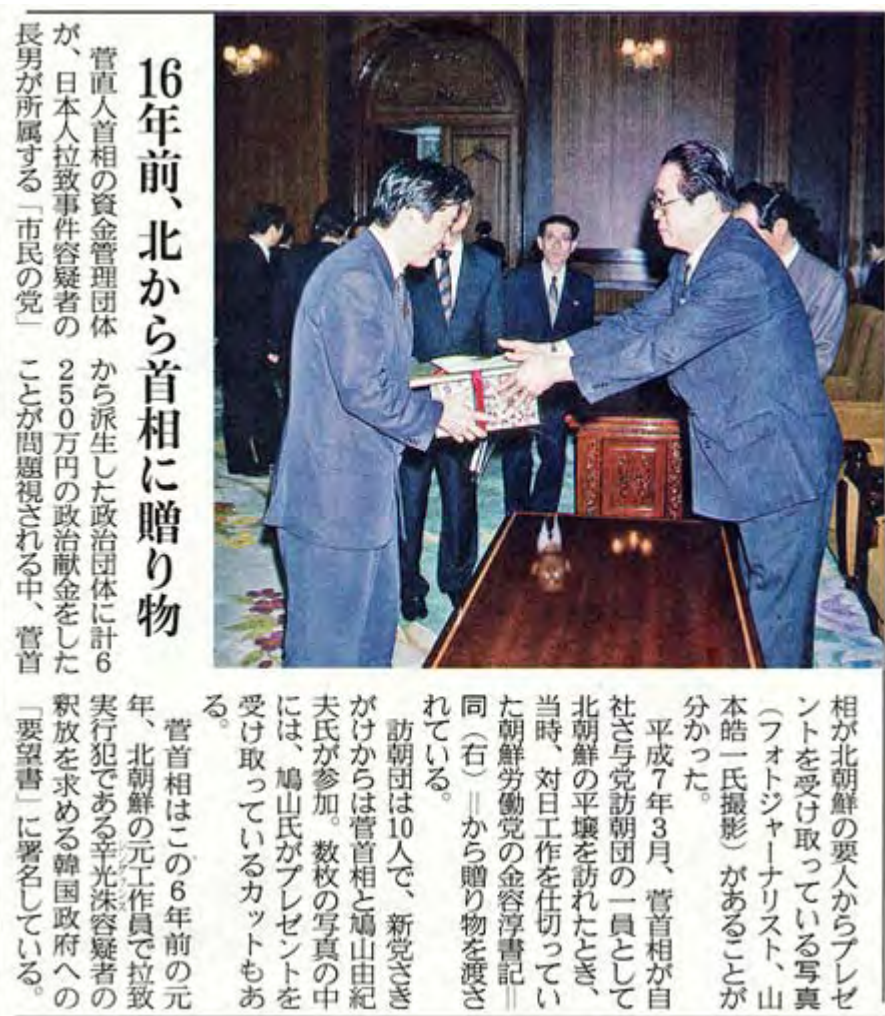 16年前、北から首相に贈り物
菅直人首相の資金管理団体
が、日本人拉致事件容疑者の
長男が所属する「市民の党」
から派生した政治団体に計6
250万円の政治献金をした
ことが問題視される中、菅首
相が北朝鮮の要人からプレゼ
ントを受け取っている写真
（フォトジャーナリスト、山
本皓一氏撮影）があることが
分かった。
平成7年3月、菅首相が自
社さ与党訪朝団の一員として
北朝鮮の平壌を訪れたとき、
当時、対日工作を仕切ってい
た朝鮮労働党の金容淳書記＝
同（右）＝から贈り物を渡さ
れている。
訪朝団は10人で、新党さき
がけからは菅首相と鳩山由紀
夫氏が参加。数枚の写真の中
には、鳩山氏がプレゼントを
受け取っているカットもあ
る。
菅首相はこの6年前の元
年、北朝鮮の元工作員で拉致
実行犯である辛光洙容疑者の
釈放を求める韓国政府への
「要望書」に署名している。